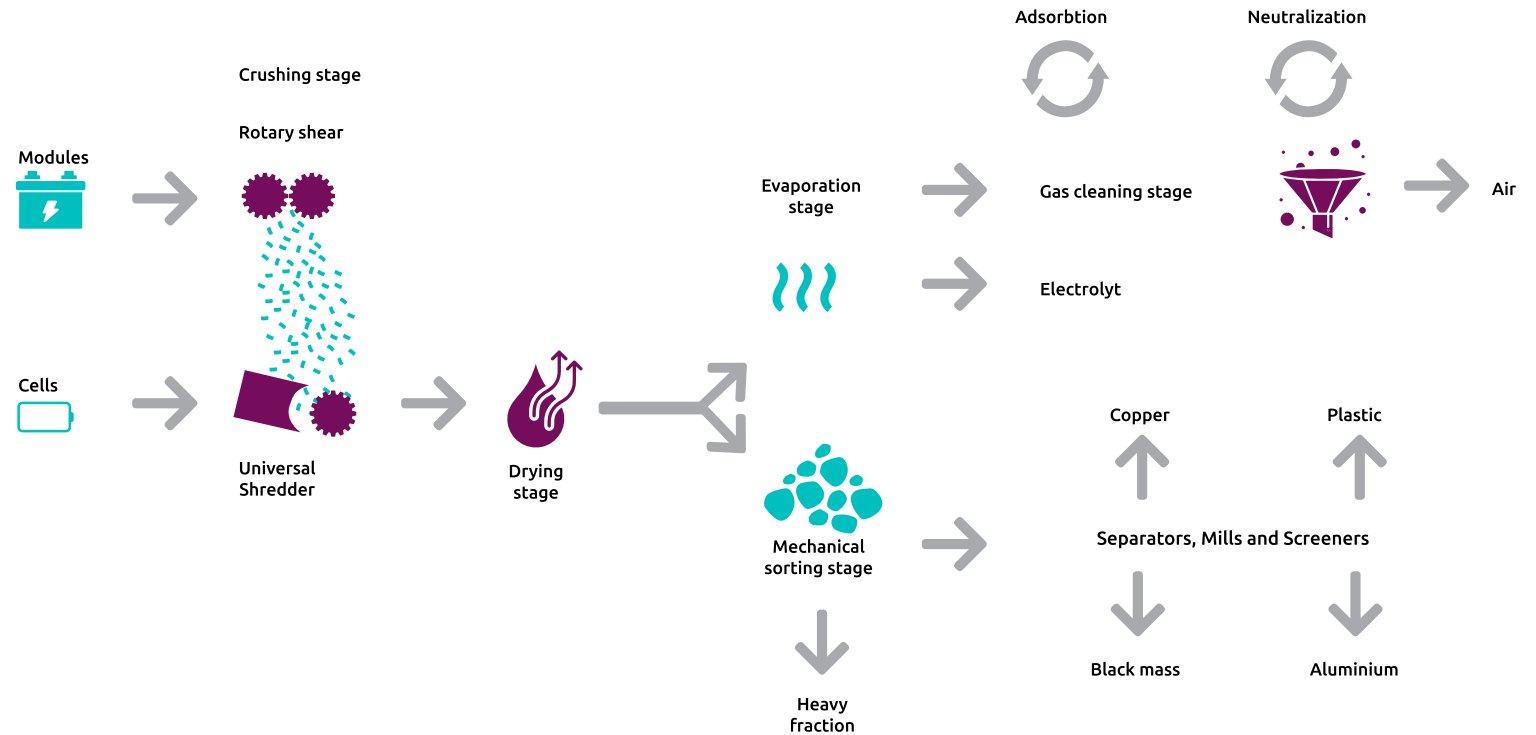 Adsorbtion
Neutralization
Crushing stage
Rotary shear
Modules
Evaporation
stage
Gas cleaning stage
Air
Electrolyt
Cells
Universal
Shredder
Drying
stage
Copper
Plastic
Mechanical
sorting stage
Separators, Mills and Screeners
Black mass
Aluminium
Heavy
fraction